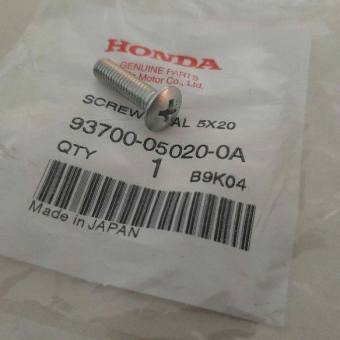 HONDA
GENUINE PARTS
Motor Co., Ltd.
SCREW AL 5X20
93700-05020-0A
QTY 1 B9K04
Made in JAPAN